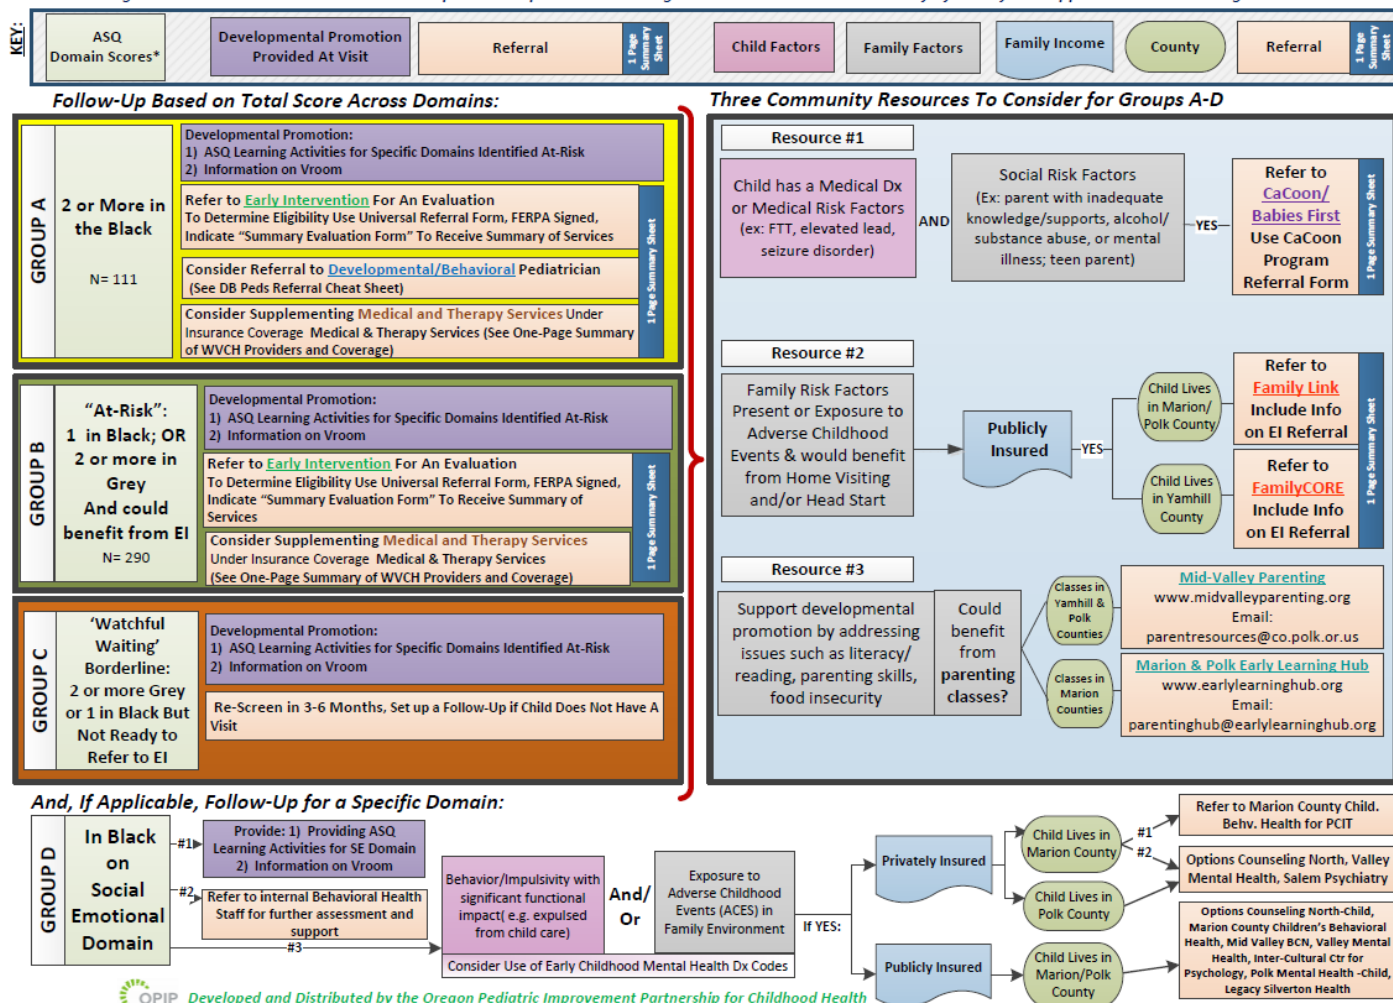 KEY:
ASQ
Domain Scores*
Developmental Promotion
Provided At Visit
Referral
1 Page
Summary
Sheet
Child Factors
Family Factors
Family Income
County
Referral
1 Page
Summary
Sheet
Follow-Up Based on Total Score Across Domains:
GROUP A
2 or More in
the Black
N= 111
Developmental Promotion:
1) ASQ Learning Activities for Specific Domains Identified At-Risk
2) Information on Vroom
Refer to Early Intervention For An Evaluation
To Determine Eligibility Use Universal Referral Form, FERPA Signed,
Indicate “Summary Evaluation Form” To Receive Summary of Services
Consider Referral to Developmental/Behavioral Pediatrician
(See DB Peds Referral Cheat Sheet)
Consider Supplementing Medical and Therapy Services Under
Insurance Coverage Medical & Therapy Services (See One-Page Summary
of WVCH Providers and Coverage)
1 Page Summary Sheet
GROUP B
“At-Risk”:
1 in Black; OR
2 or more in
Grey
And could
benefit from EI
N= 290
Developmental Promotion:
1) ASQ Learning Activities for Specific Domains Identified At-Risk
2) Information on Vroom
Refer to Early Intervention For An Evaluation
To Determine Eligibility Use Universal Referral Form, FERPA Signed,
Indicate “Summary Evaluation Form” To Receive Summary of
Services
Consider Supplementing Medical and Therapy Services
Under Insurance Coverage Medical & Therapy Services
(See One-Page Summary of WVCH Providers and Coverage)
1 Page Summary Sheet
GROUP C
‘Watchful
Waiting’
Borderline:
2 or more Grey
or 1 in Black But
Not Ready to
Refer to EI
Developmental Promotion:
1) ASQ Learning Activities for Specific Domains Identified At-Risk
2) Information on Vroom
Re-Screen in 3-6 Months, Set up a Follow-Up if Child Does Not Have A
Visit
Three Community Resources To Consider for Groups A-D
Resource #1
Child has a Medical Dx
or Medical Risk Factors
(ex: FTT, elevated lead,
seizure disorder)
AND
Social Risk Factors
(Ex: parent with inadequate
knowledge/supports, alcohol/
substance abuse, or mental
illness; teen parent)
YES
Refer to
CaCoon/
Babies First
Use CaCoon
Program
Referral Form
1 Page Summary Sheet
Resource #2
Family Risk Factors
Present or Exposure to
Adverse Childhood
Events & would benefit
from Home Visiting
and/or Head Start
Publicly
Insured
YES
Child Lives
in Marion/
Polk County
Refer to
Family Link
Include Info
on EI Referral
Child Lives
in Yamhill
County
Refer to
FamilyCORE
Include Info
on EI Referral
1 Page Summary Sheet
Resource #3
Support developmental
promotion by addressing
issues such as literacy/
reading, parenting skills,
food insecurity
Could
benefit
from
parenting
classes?
Classes in
Yamhill &
Polk
Counties
Mid-Valley Parenting
www.midvalleyparenting.org
Email:
parentresources@co.polk.or.us
Classes in
Marion
Counties
Marion & Polk Early Learning Hub
www.earlylearninghub.org
Email:
parentinghub@earlylearninghub.org
And, If Applicable, Follow-Up for a Specific Domain:
GROUP D
In Black
on
Social
Emotional
Domain
#1
Provide: 1) Providing ASQ
Learning Activities for SE Domain
2) Information on Vroom
#2
Refer to internal Behavioral Health
Staff for further assessment and
support
#3
Behavior/Impulsivity with
significant functional
impact( e.g. expulsed
from child care)
And/
Or
Exposure to
Adverse Childhood
Events (ACES) in
Family Environment
Consider Use of Early Childhood Mental Health Dx Codes
If YES:
Privately Insured
Child Lives in
Marion County
#1
#2
Child Lives in
Polk County
Refer to Marion County Child.
Behv. Health for PCIT
Options Counseling North, Valley
Mental Health, Salem Psychiatry
Publicly Insured
Child Lives in
Marion/Polk
County
Options Counseling North-Child,
Marion County Children’s Behavioral
Health, Mid Valley BCN, Valley Mental
Health, Inter-Cultural Ctr for
Psychology, Polk Mental Health -Child,
Legacy Silverton Health
OPIP Developed and Distributed by the Oregon Pediatric Improvement Partnership for Childhood Health